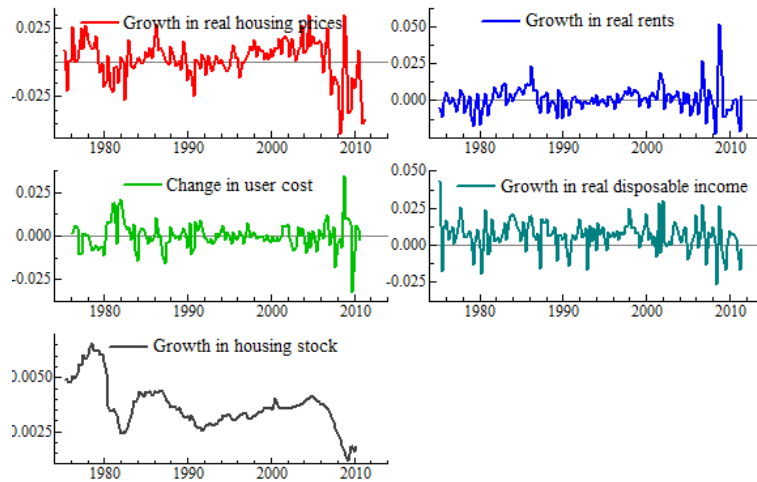 Growth in real housing prices
0.025
-0.025
1980 1990 2000 2010
Growth in real rents
0.050
0.025
0.000
1980 1990 2000 2010
Change in user cost
0.025
0.000
-0.025
1980 1990 2000 2010
Growth in real disposable income
0.050
0.025
0.000
-0.025
1980 1990 2000 2010
Growth in housing stock
0.0050
0.0025
1980 1990 2000 2010